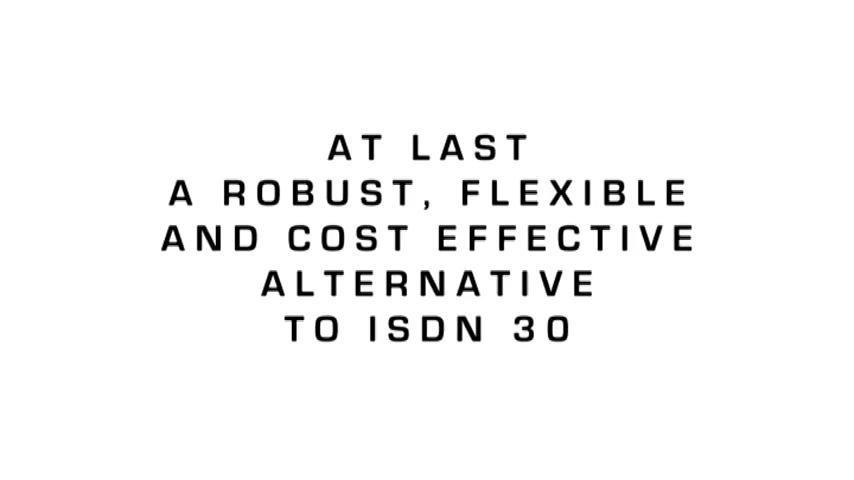 AT LAST
A ROBUST, FLEXIBLE
AND COST EFFECTIVE
ALTERNATIVE
TO ISDN 30